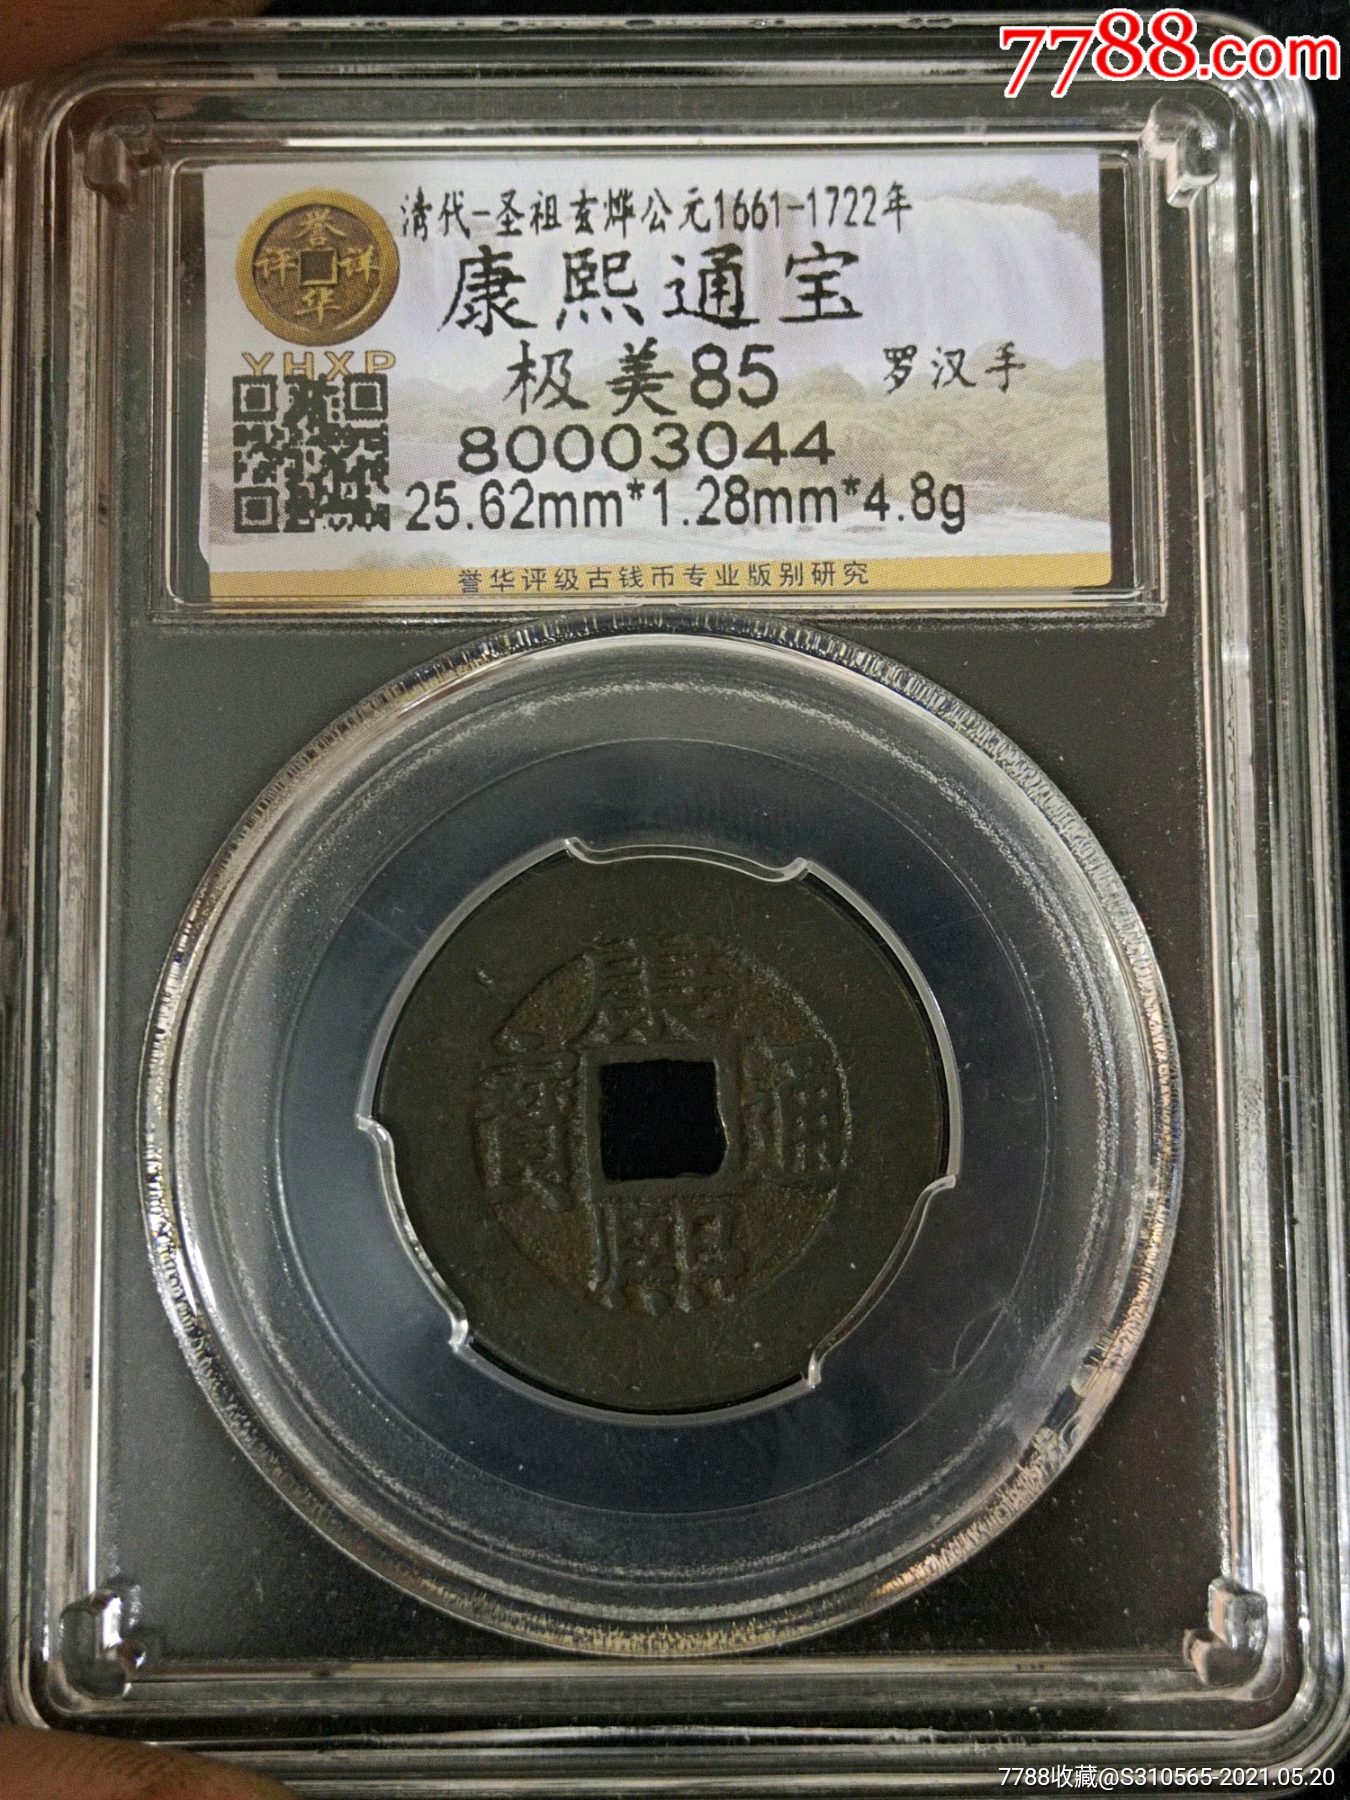 7788.com
清代-圣祖玄烨公元1661-1722年
誉
评 详
华
YHXP
康熙通宝
极美85 罗汉手
80003044
25.62mm*1.28mm*4.8g
誉华评级古钱币专业版别研究
康
寳 通
熙
7788收藏@S310565-2021.05.20